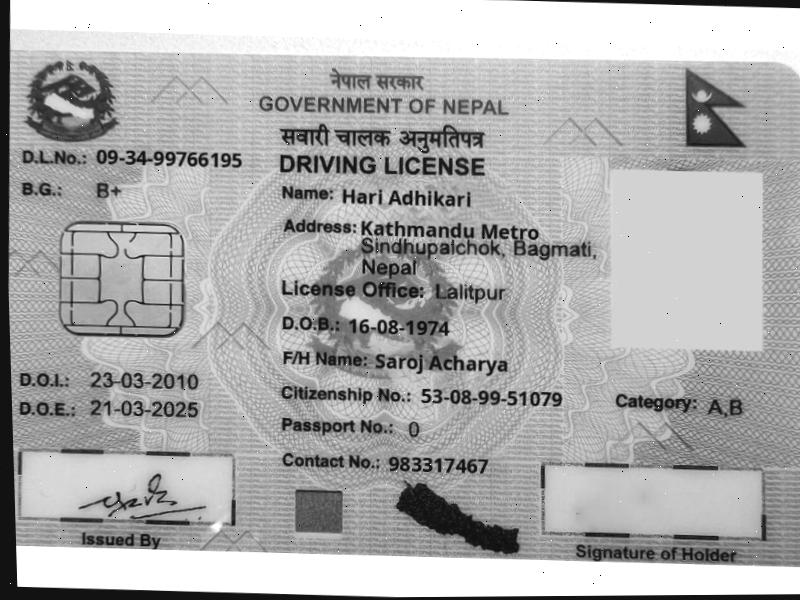 नेपाल सरकार
GOVERNMENT OF NEPAL
सवारी चालक अनुमतिपत्र
DRIVING LICENSE
D.L.No.: 09-34-99766195
B.G.: B+
Name: Hari Adhikari
Address: Kathmandu Metro
Sindhupalchok, Bagmati,
Nepal
License Office: Lalitpur
D.O.B.: 16-08-1974
F/H Name: Saroj Acharya
D.O.I.: 23-03-2010
D.O.E.: 21-03-2025
Citizenship No.: 53-08-99-51079
Category: A,B
Passport No.: 0
Contact No.: 983317467
Issued By
Signature of Holder